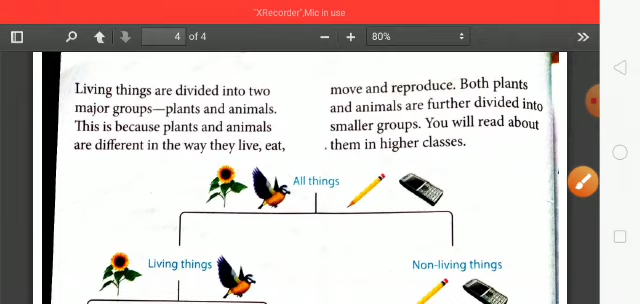 "XRecorder",Mic in use
4 of 4
80%
Living things are divided into two
major groups—plants and animals.
This is because plants and animals
are different in the way they live, eat,
move and reproduce. Both plants
and animals are further divided into
smaller groups. You will read about
them in higher classes.
All things
Living things
Non-living things